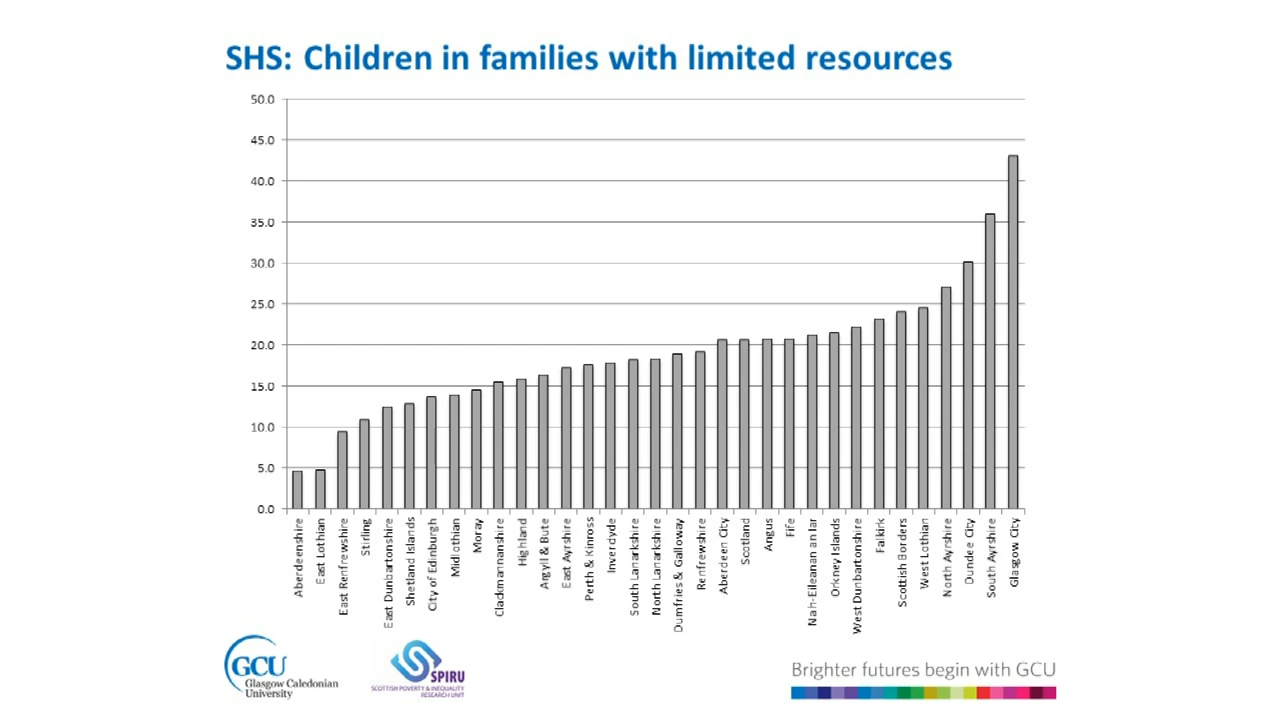 SHS: Children in families with limited resources
50.0
45.0
40.0
35.0
30.0
25.0
20.0
15.0
10.0
5.0
0.0
Aberdeenshire
East Lothian
East Renfrewshire
Stirling
East Dunbartonshire
Shetland Islands
City of Edinburgh
Midlothian
Moray
Clackmannanshire
Highland
Argyll & Bute
East Ayrshire
Perth & Kinross
Inverclyde
South Lanarkshire
North Lanarkshire
Dumfries & Galloway
Renfrewshire
Aberdeen City
Scotland
Angus
Fife
Nah-Eileanan an Iar
Orkney Islands
West Dunbartonshire
Falkirk
Scottish Borders
West Lothian
North Ayrshire
Dundee City
South Ayrshire
Glasgow City
GCU
Glasgow Caledonian
University
SPIRU
SCOTTISH POVERTY & INEQUALITY
RESEARCH UNIT
Brighter futures begin with GCU